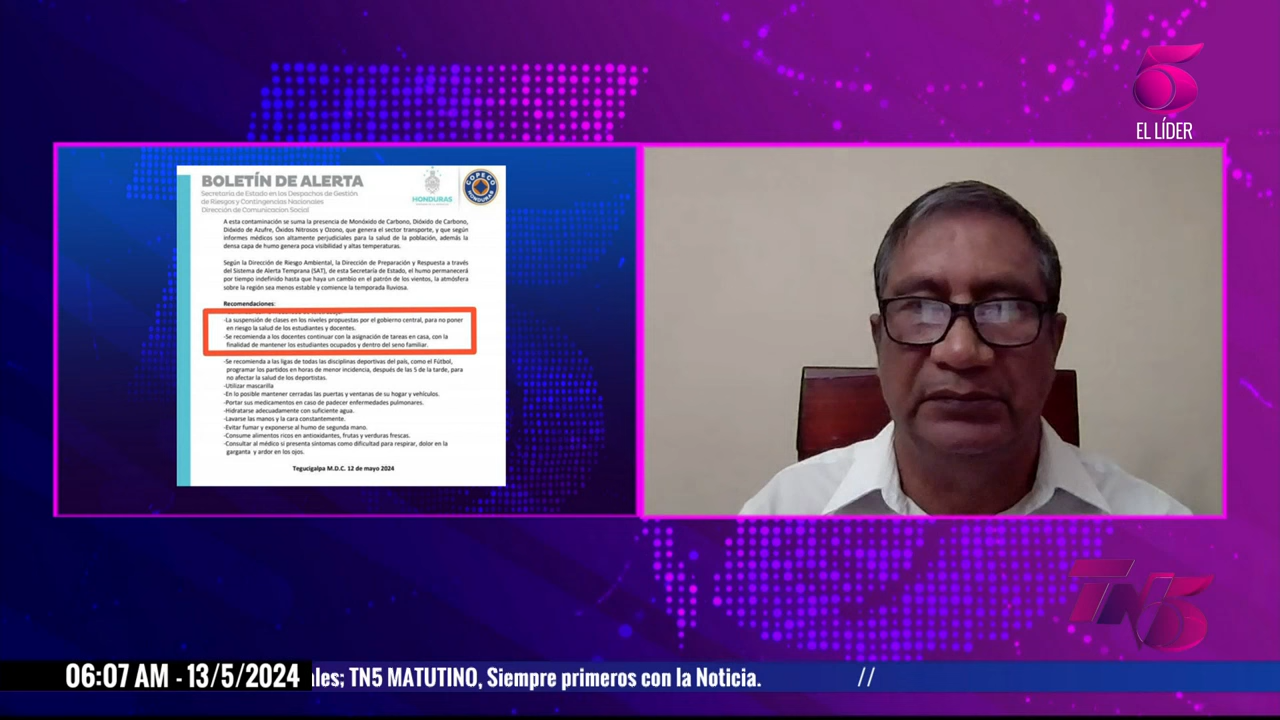 5
EL LÍDER
BOLETÍN DE ALERTA
Secretaría de Estado en los Despachos de Gestión
de Riesgos y Contingencias Nacionales
Dirección de Comunicación Social
HONDURAS
COPECO
HONDURAS
A esta contaminación se suma la presencia de Monóxido de Carbono, Dióxido de Carbono,
Dióxido de Azufre, Óxidos Nitrosos y Ozono, que genera el sector transporte, y que según
informes médicos son altamente perjudiciales para la salud de la población, además la
densa capa de humo genera poca visibilidad y altas temperaturas.
Según la Dirección de Riesgo Ambiental, la Dirección de Preparación y Respuesta a través
del Sistema de Alerta Temprana (SAT), de esta Secretaría de Estado, el humo permanecerá
por tiempo indefinido hasta que haya un cambio en el patrón de los vientos, la atmósfera
sobre la región sea menos estable y comience la temporada lluviosa.
Recomendaciones:
-La suspensión de clases en los niveles propuestas por el gobierno central, para no poner
en riesgo la salud de los estudiantes y docentes.
-Se recomienda a los docentes continuar con la asignación de tareas en casa, con la
finalidad de mantener los estudiantes ocupados y dentro del seno familiar.
-Se recomienda a las ligas de todas las disciplinas deportivas del país, como el Fútbol,
programar los partidos en horas de menor incidencia, después de las 5 de la tarde, para
no afectar la salud de los deportistas.
-Utilizar mascarilla
-En lo posible mantener cerradas las puertas y ventanas de su hogar y vehículos.
-Portar sus medicamentos en caso de padecer enfermedades pulmonares.
-Hidratarse adecuadamente con suficiente agua.
-Lavarse las manos y la cara constantemente.
-Evitar fumar y exponerse al humo de segunda mano.
-Consume alimentos ricos en antioxidantes, frutas y verduras frescas.
-Consultar al médico si presenta síntomas como dificultad para respirar, dolor en la
garganta y ardor en los ojos.
Tegucigalpa M.D.C. 12 de mayo 2024
TN5
06:07 AM - 13/5/2024
ales; TN5 MATUTINO, Siempre primeros con la Noticia. //